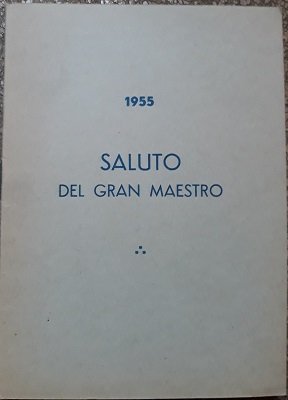 1955
SALUTO
DEL GRAN MAESTRO
∴